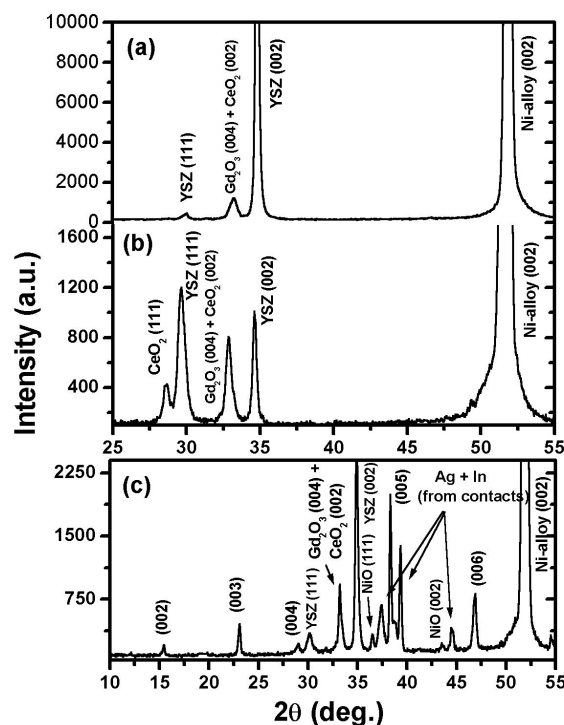 Intensity (a.u.)
(a)
10000
8000
6000
4000
2000
0
YSZ (111)
Gd₂O₃ (004) + CeO₂ (002)
YSZ (002)
Ni-alloy (002)
(b)
1600
1200
800
400
CeO₂ (111)
YSZ (111)
Gd₂O₃ (004) + CeO₂ (002)
YSZ (002)
Ni-alloy (002)
25 30 35 40 45 50 55
(c)
2250
1500
750
(002)
(003)
(004)
YSZ (111)
Gd₂O₃ (004) +
CeO₂ (002)
NiO (111)
YSZ (002)
(005)
Ag + In
(from contacts)
NiO (002)
(006)
Ni-alloy (002)
10 15 20 25 30 35 40 45 50 55
2θ (deg.)